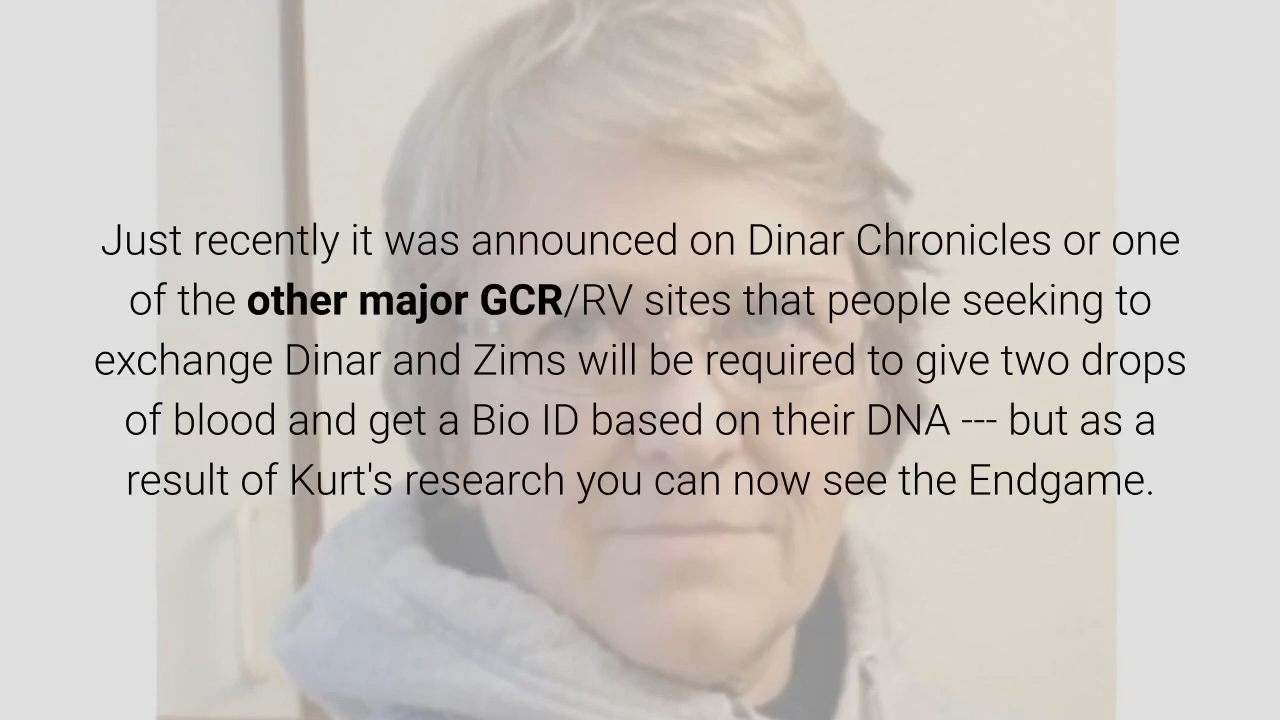 Just recently it was announced on Dinar Chronicles or one
of the other major GCR/RV sites that people seeking to
exchange Dinar and Zims will be required to give two drops
of blood and get a Bio ID based on their DNA --- but as a
result of Kurt's research you can now see the Endgame.